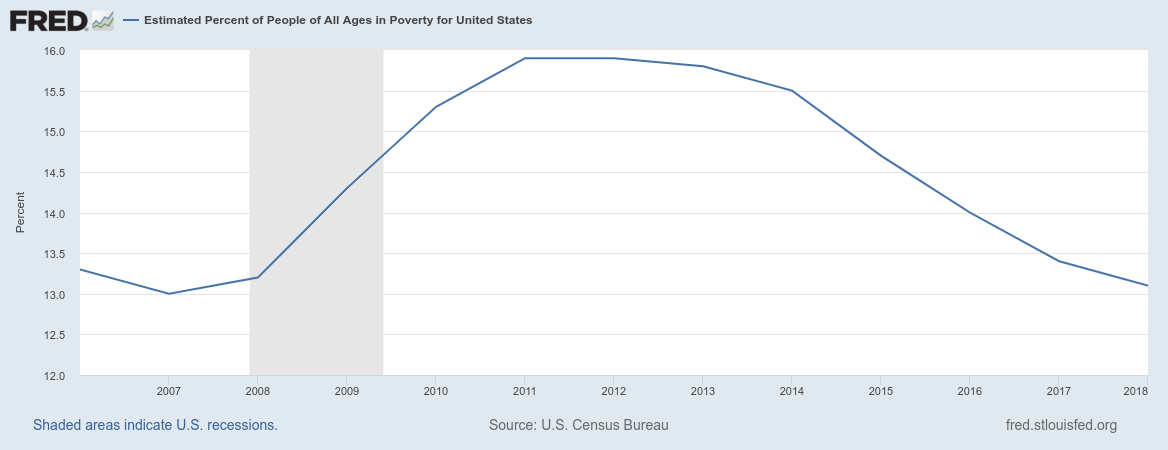 FRED
Estimated Percent of People of All Ages in Poverty for United States
16.0
15.5
15.0
14.5
14.0
13.5
13.0
12.5
12.0
Percent
2007 2008 2009 2010 2011 2012 2013 2014 2015 2016 2017 2018
Shaded areas indicate U.S. recessions. Source: U.S. Census Bureau fred.stlouisfed.org